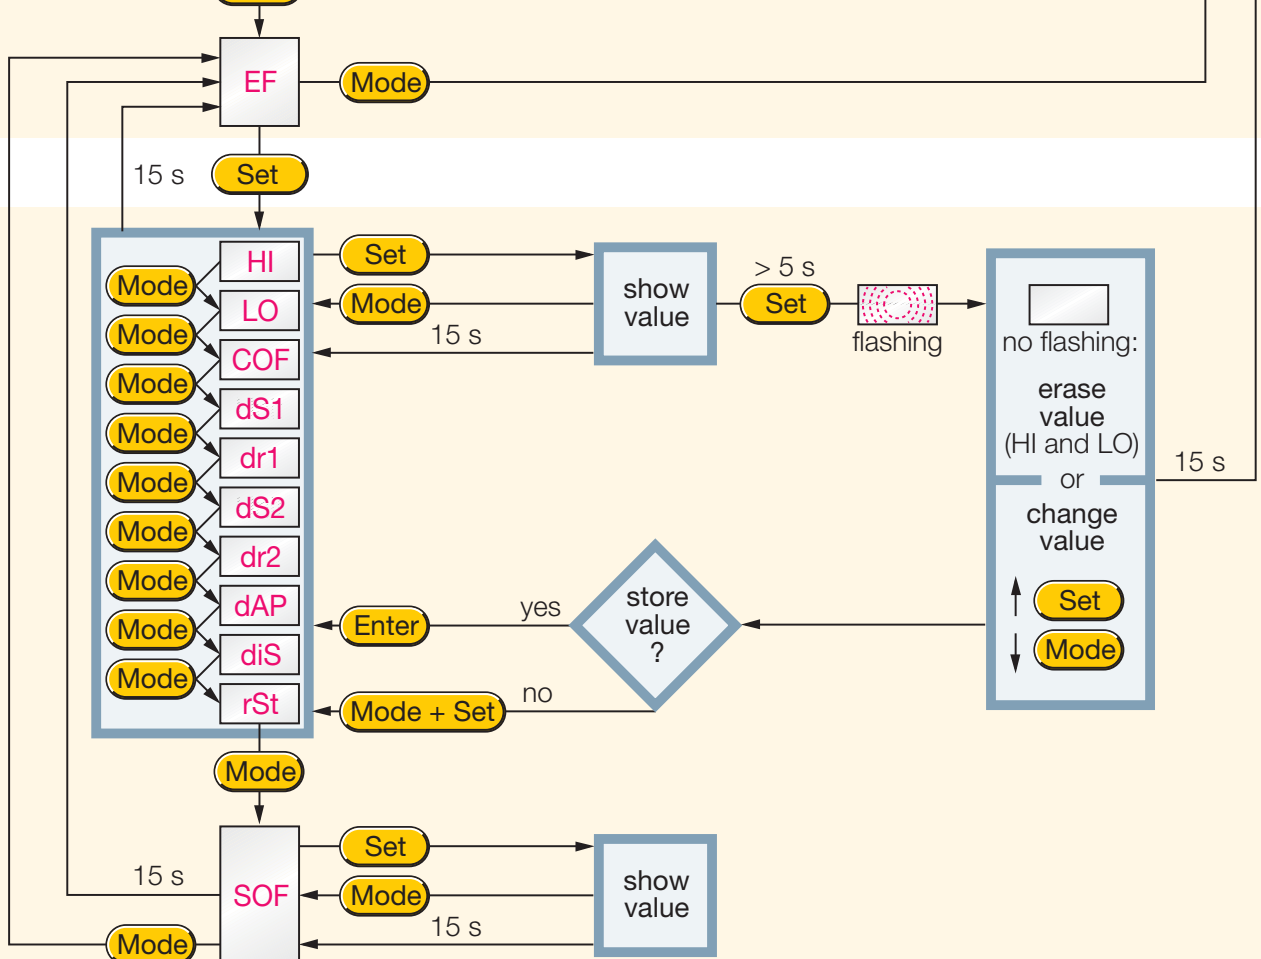 EF
Mode
15 s
Set
HI
LO
COF
dS1
dr1
dS2
dr2
dAP
diS
rSt
Mode
Mode
Mode
Mode
Mode
Mode
Mode
Mode
Mode
Set
Mode
15 s
show
value
> 5 s
Set
flashing
no flashing:
erase
value
(HI and LO)
or
change
value
Set
Mode
15 s
store
value
?
yes
Enter
no
Mode + Set
Mode
SOF
15 s
Mode
Set
Mode
15 s
show
value